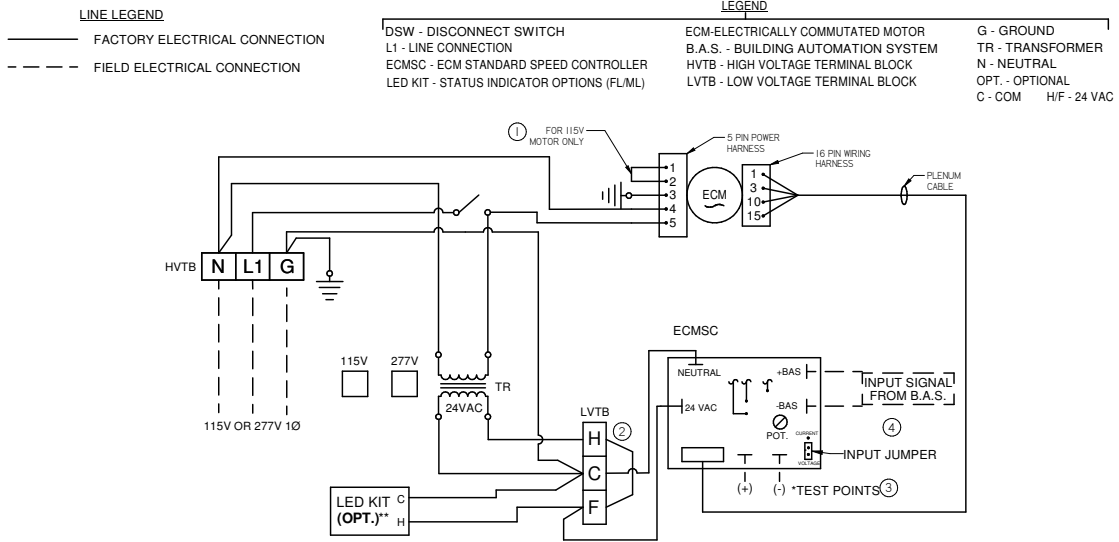 LINE LEGEND
FACTORY ELECTRICAL CONNECTION
FIELD ELECTRICAL CONNECTION
LEGEND
DSW - DISCONNECT SWITCH
L1 - LINE CONNECTION
ECMSC - ECM STANDARD SPEED CONTROLLER
LED KIT - STATUS INDICATOR OPTIONS (FL/ML)
ECM-ELECTRICALLY COMMUTATED MOTOR
B.A.S. - BUILDING AUTOMATION SYSTEM
HVTB - HIGH VOLTAGE TERMINAL BLOCK
LVTB - LOW VOLTAGE TERMINAL BLOCK
G - GROUND
TR - TRANSFORMER
N - NEUTRAL
OPT. - OPTIONAL
C - COM H/F - 24 VAC
1 FOR 115V
MOTOR ONLY
5 PIN POWER
HARNESS
16 PIN WIRING
HARNESS
1
2
3
4
5
ECM
1
3
10
15
PLENUM
CABLE
HVTB N L1 G
115V 277V
TR
24VAC
115V OR 277V 1Ø
LVTB
H
C
F
2
LED KIT C
(OPT.)** H
ECMSC
NEUTRAL
24 VAC
+BAS
-BAS
POT.
CURRENT
VOLTAGE
INPUT SIGNAL
FROM B.A.S.
4
INPUT JUMPER
(+) (-) *TEST POINTS 3